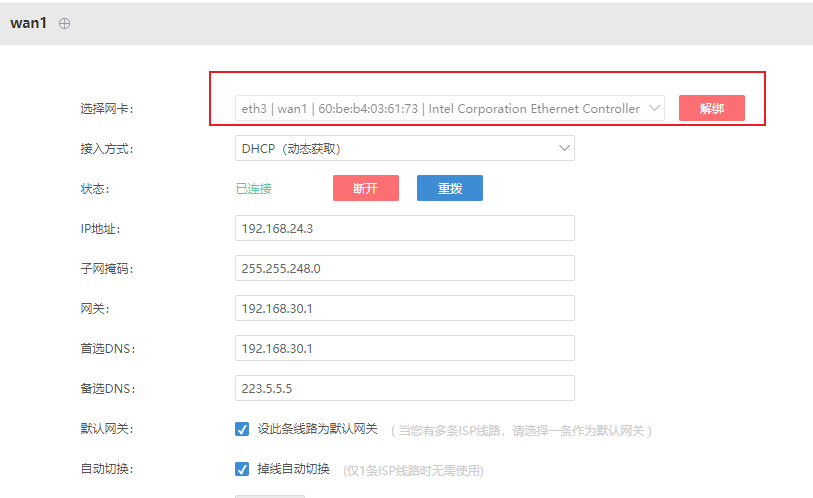 wan1
选择网卡: eth3 | wan1 | 60:be:b4:03:61:73 | Intel Corporation Ethernet Controller 解绑
接入方式: DHCP（动态获取）
状态: 已连接 断开 重拨
IP地址: 192.168.24.3
子网掩码: 255.255.248.0
网关: 192.168.30.1
首选DNS: 192.168.30.1
备选DNS: 223.5.5.5
默认网关: 设此条线路为默认网关 ( 当您有多条ISP线路，请选择一条作为默认网关 )
自动切换: 掉线自动切换 (仅1条ISP线路时无需使用)